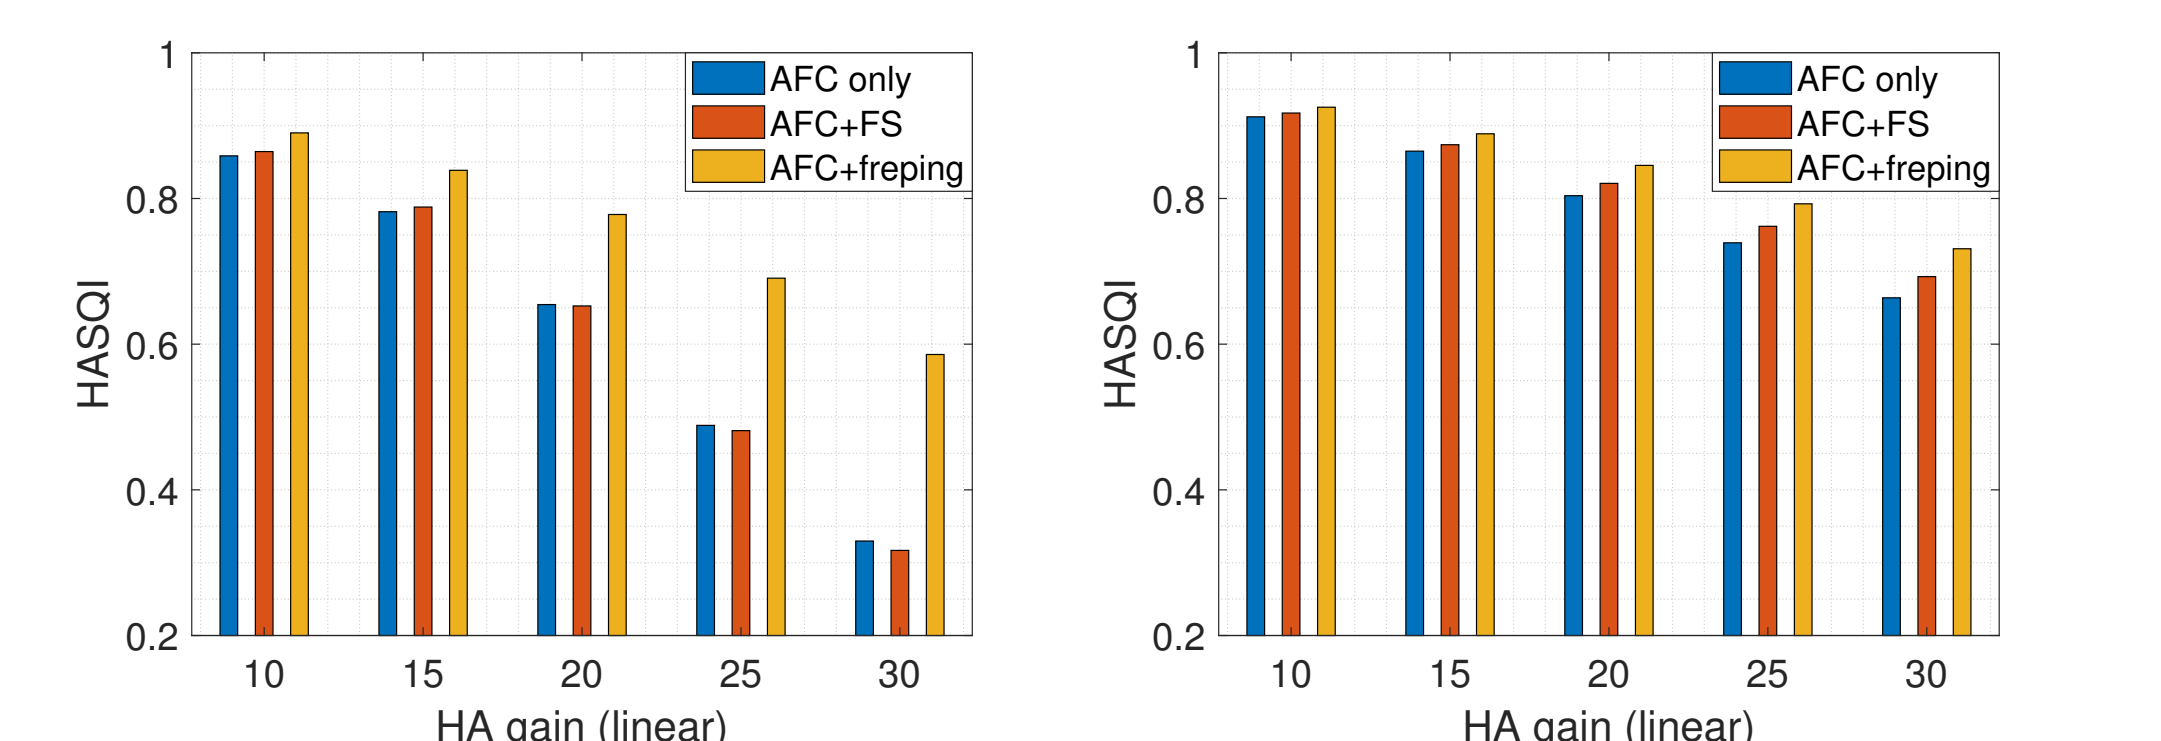 1
0.8
0.6
0.4
0.2
HASQI
AFC only
AFC+FS
AFC+freping
10 15 20 25 30
HA gain (linear)
1
0.8
0.6
0.4
0.2
HASQI
AFC only
AFC+FS
AFC+freping
10 15 20 25 30
HA gain (linear)